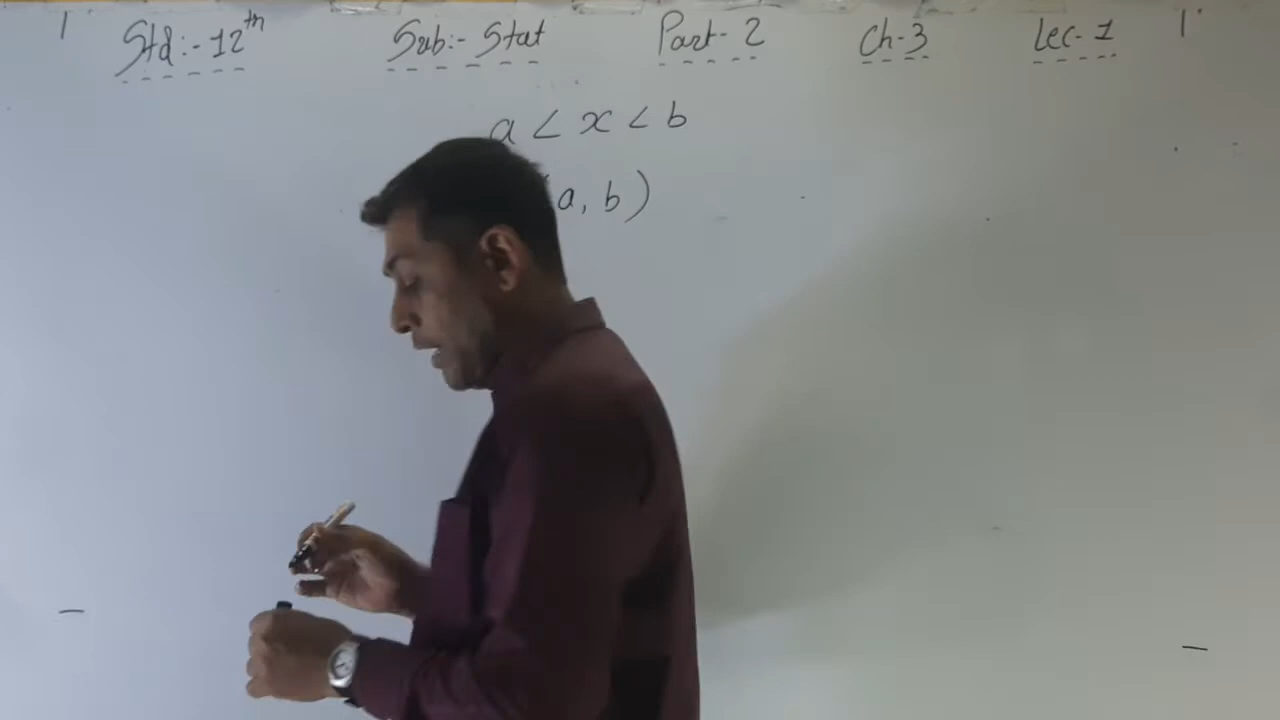 Std:- 12th Sub:- Stat Part- 2 Ch-3 Lec-1
a < x < b
(a, b)